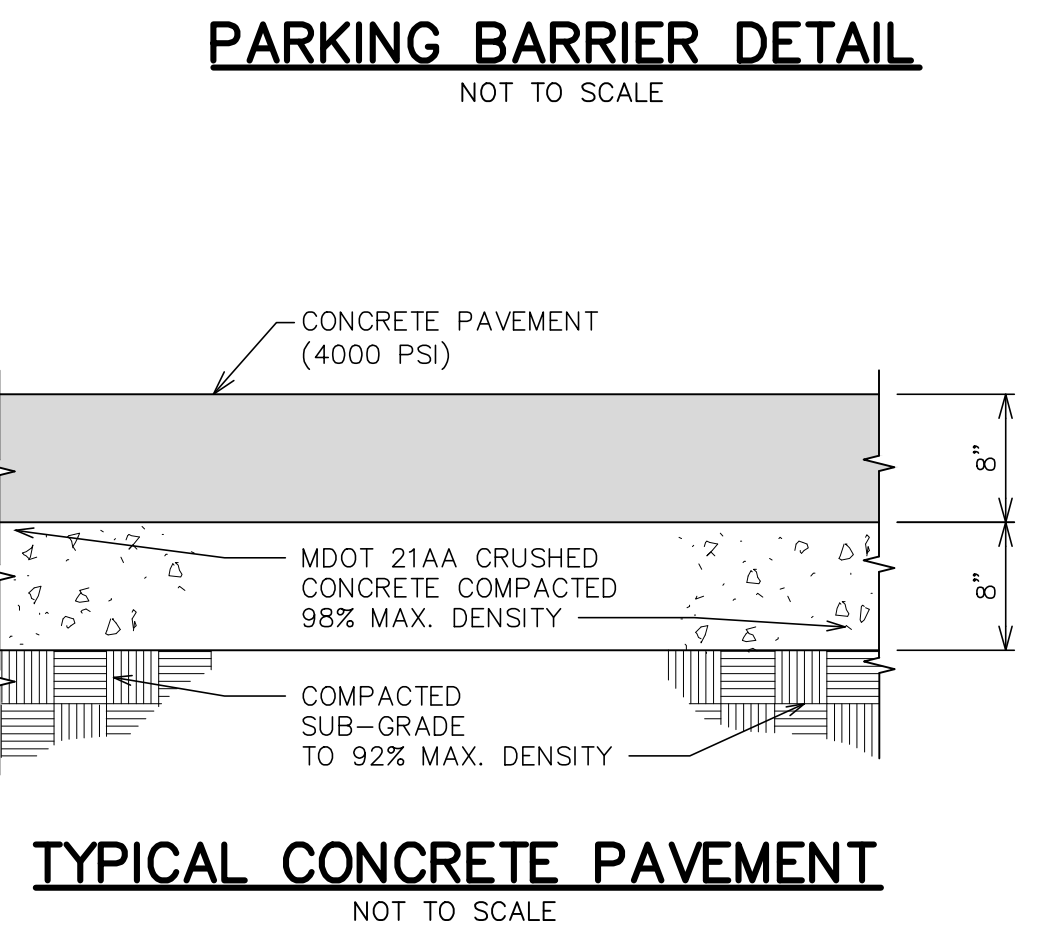 PARKING BARRIER DETAIL
NOT TO SCALE
CONCRETE PAVEMENT
(4000 PSI)
8"
MDOT 21AA CRUSHED
CONCRETE COMPACTED
98% MAX. DENSITY
8"
COMPACTED
SUB-GRADE
TO 92% MAX. DENSITY
TYPICAL CONCRETE PAVEMENT
NOT TO SCALE